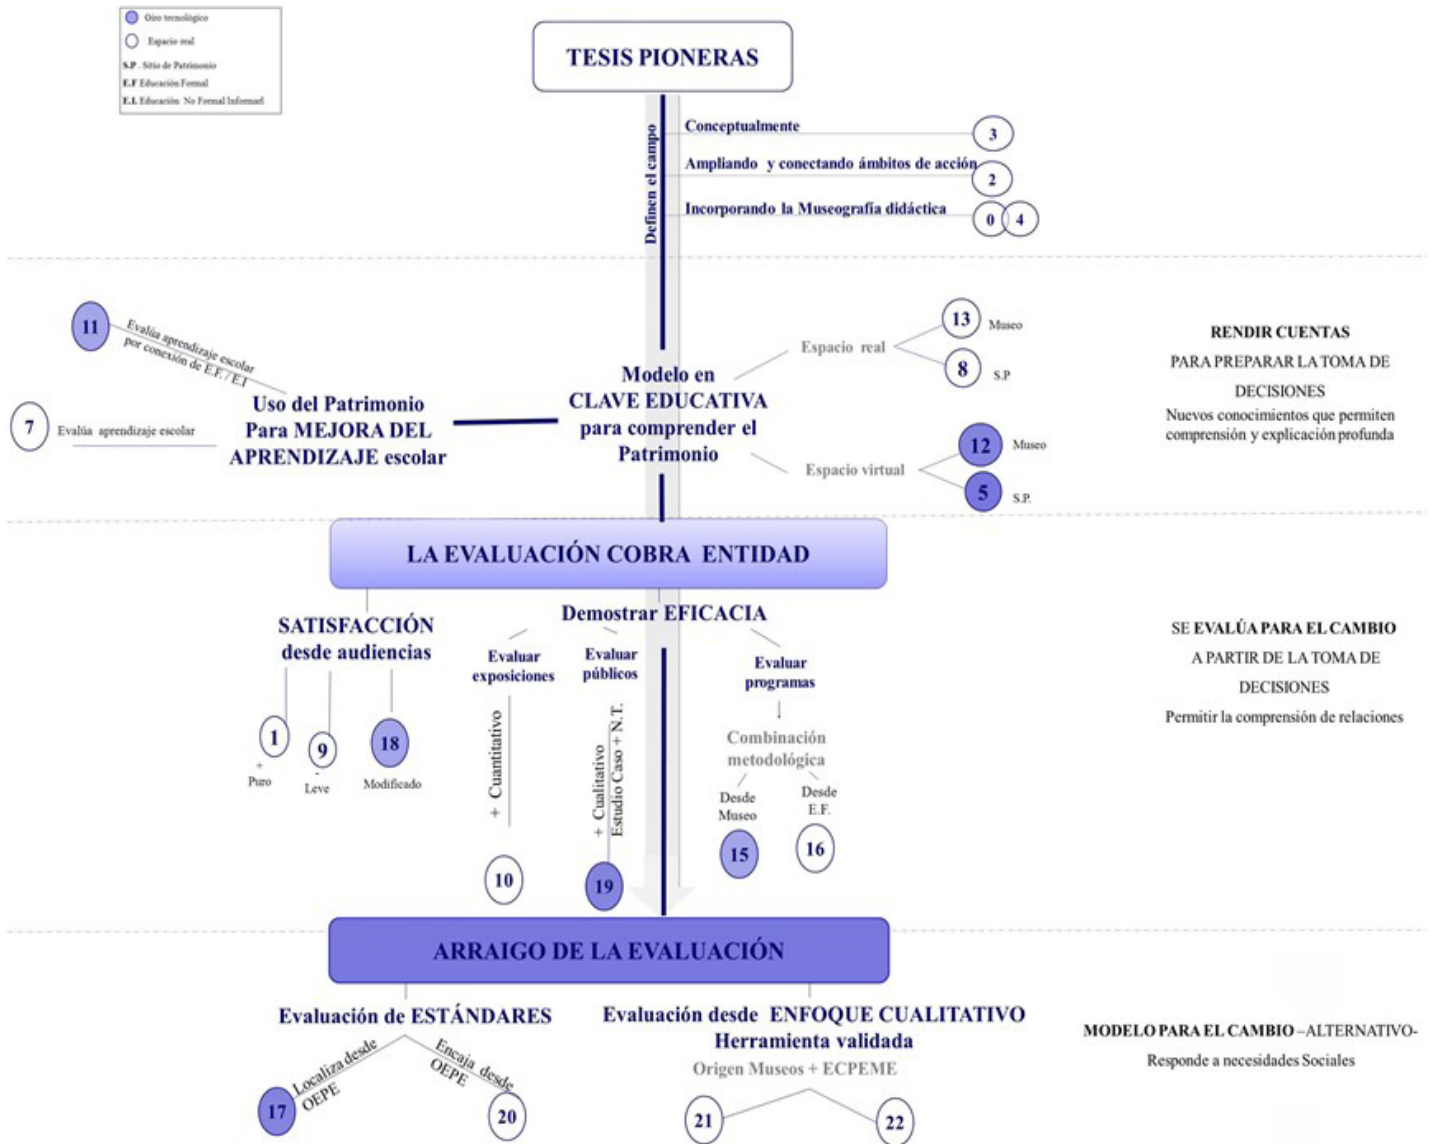 Giro tecnológico
Espacio real
S.P . Sitio de Patrimonio
E.F Educación Formal
E.I. Educación No Formal Informarl
TESIS PIONERAS
Definen el campo
Conceptualmente
3
Ampliando y conectando ámbitos de acción
2
Incorporando la Museografía didáctica
0
4
11
Evalúa aprendizaje escolar
por conexión de E.F. / E.I
7
Evalúa aprendizaje escolar
Uso del Patrimonio
Para MEJORA DEL
APRENDIZAJE escolar
Modelo en
CLAVE EDUCATIVA
para comprender el
Patrimonio
Espacio real
13
Museo
8
S.P
Espacio virtual
12
Museo
5
S.P.
RENDIR CUENTAS
PARA PREPARAR LA TOMA DE
DECISIONES
Nuevos conocimientos que permiten
comprensión y explicación profunda
LA EVALUACIÓN COBRA ENTIDAD
SATISFACCIÓN
desde audiencias
1
+
Puro
9
-
Leve
18
Modificado
Demostrar EFICACIA
Evaluar
exposiciones
+ Cuantitativo
10
Evaluar
públicos
+ Cualitativo
Estudio Caso + N.T.
19
Evaluar
programas
Combinación
metodológica
Desde
Museo
15
Desde
E.F.
16
SE EVALÚA PARA EL CAMBIO
A PARTIR DE LA TOMA DE
DECISIONES
Permitir la comprensión de relaciones
ARRAIGO DE LA EVALUACIÓN
Evaluación de ESTÁNDARES
Localiza desde
OEPE
17
Encaja desde
OEPE
20
Evaluación desde ENFOQUE CUALITATIVO
Herramienta validada
Origen Museos + ECPEME
21
22
MODELO PARA EL CAMBIO –ALTERNATIVO-
Responde a necesidades Sociales